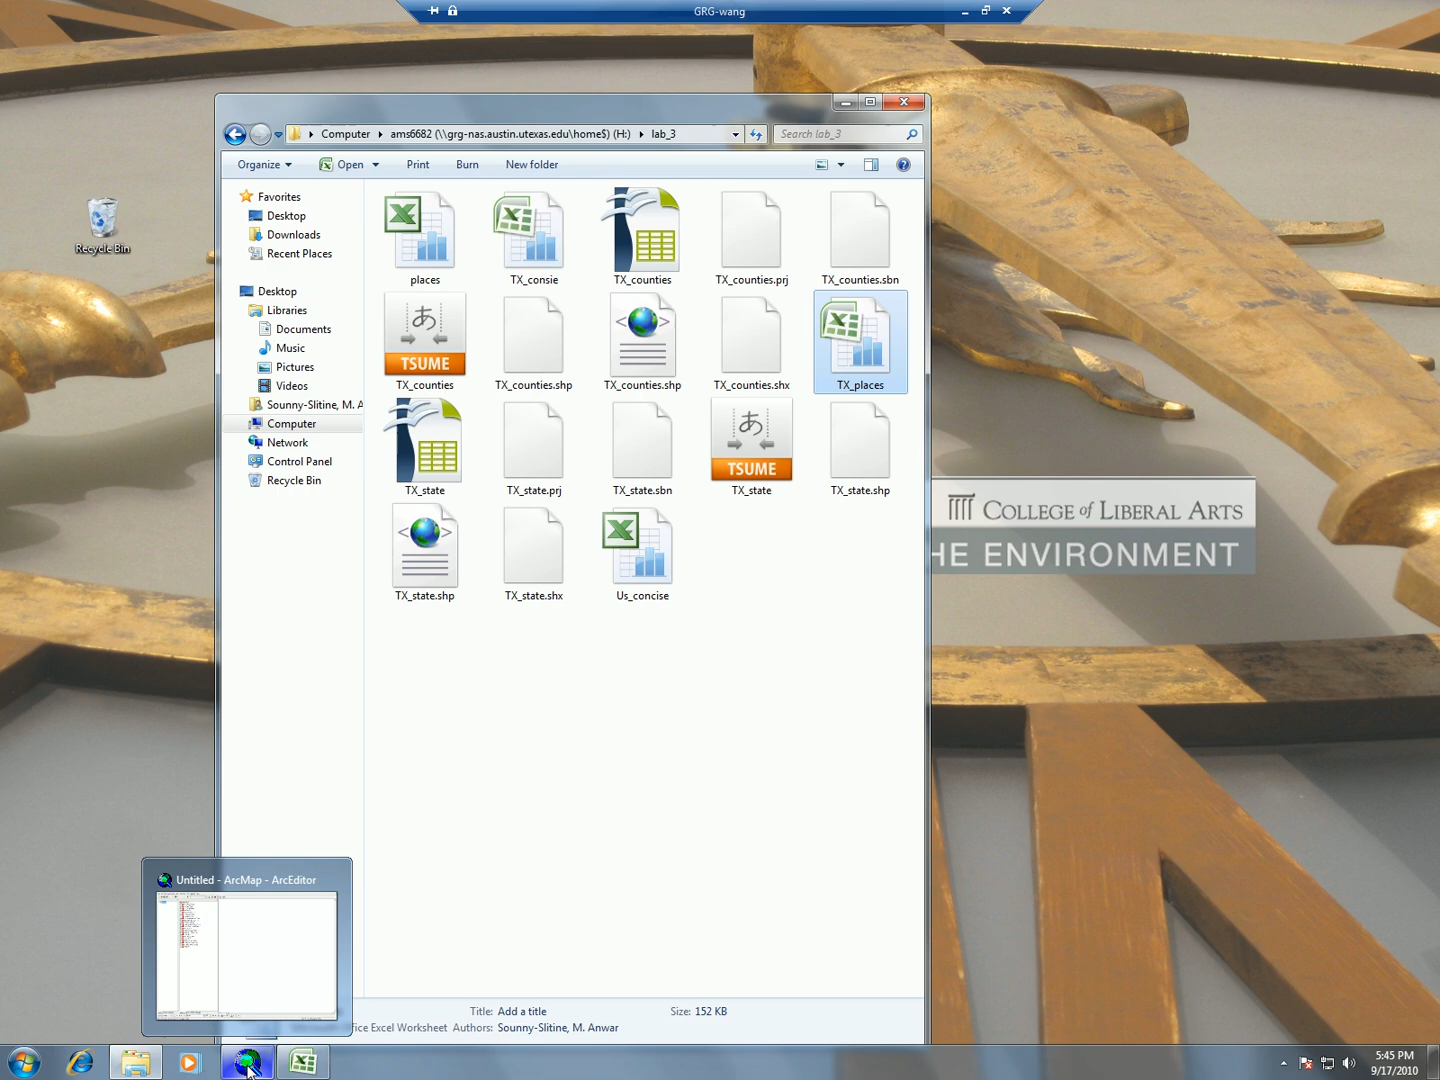 GRG-wang
Computer ams6682 (\\grg-nas.austin.utexas.edu\home$) (H:) lab_3
Search lab_3
Organize Open Print Burn New folder
Recycle Bin
Favorites
Desktop
Downloads
Recent Places
Desktop
Libraries
Documents
Music
Pictures
Videos
Sounny-Slitine, M. A
Computer
Network
Control Panel
Recycle Bin
places TX_consie TX_counties TX_counties.prj TX_counties.sbn
あ あ
TSUME
TX_counties TX_counties.shp TX_counties.shp TX_counties.shx TX_places
TSUME
TX_state TX_state.prj TX_state.sbn TX_state TX_state.shp
TX_state.shp TX_state.shx Us_concise
COLLEGE of LIBERAL ARTS
HE ENVIRONMENT
Untitled - ArcMap - ArcEditor
Title: Add a title Size: 152 KB
fice Excel Worksheet Authors: Sounny-Slitine, M. Anwar
5:45 PM
9/17/2010